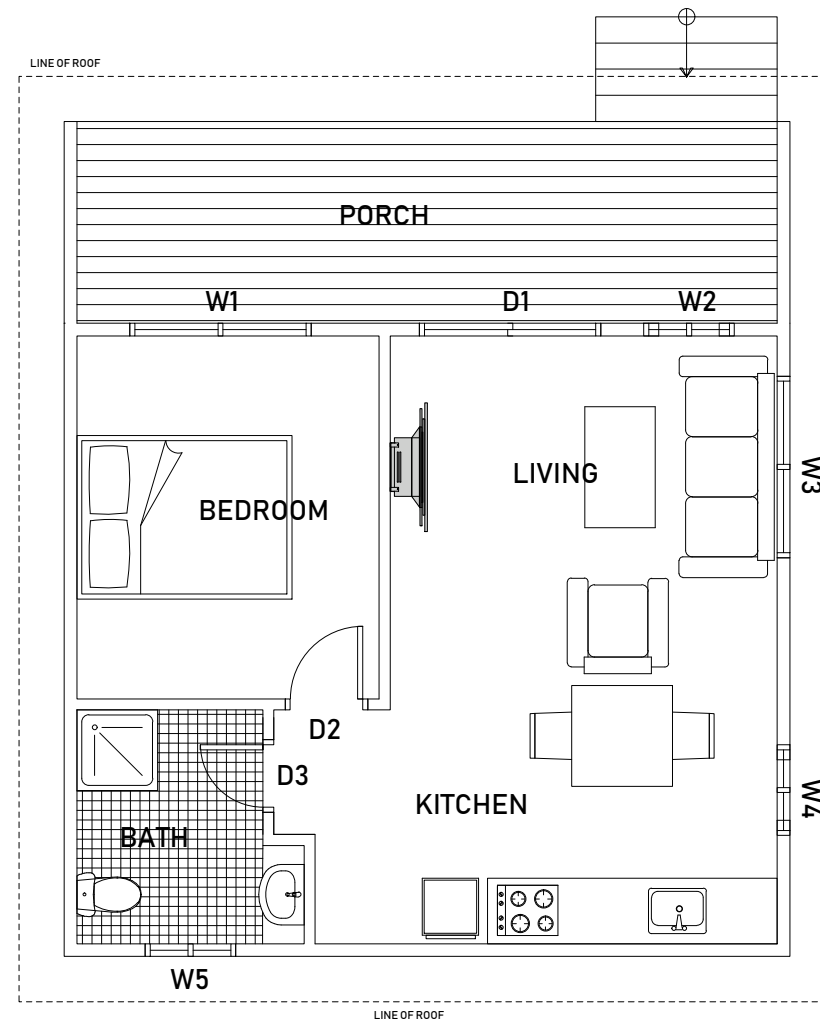 LINE OF ROOF
PORCH
W1
D1
W2
LIVING
W3
BEDROOM
D2
D3
KITCHEN
W4
BATH
W5
LINE OF ROOF